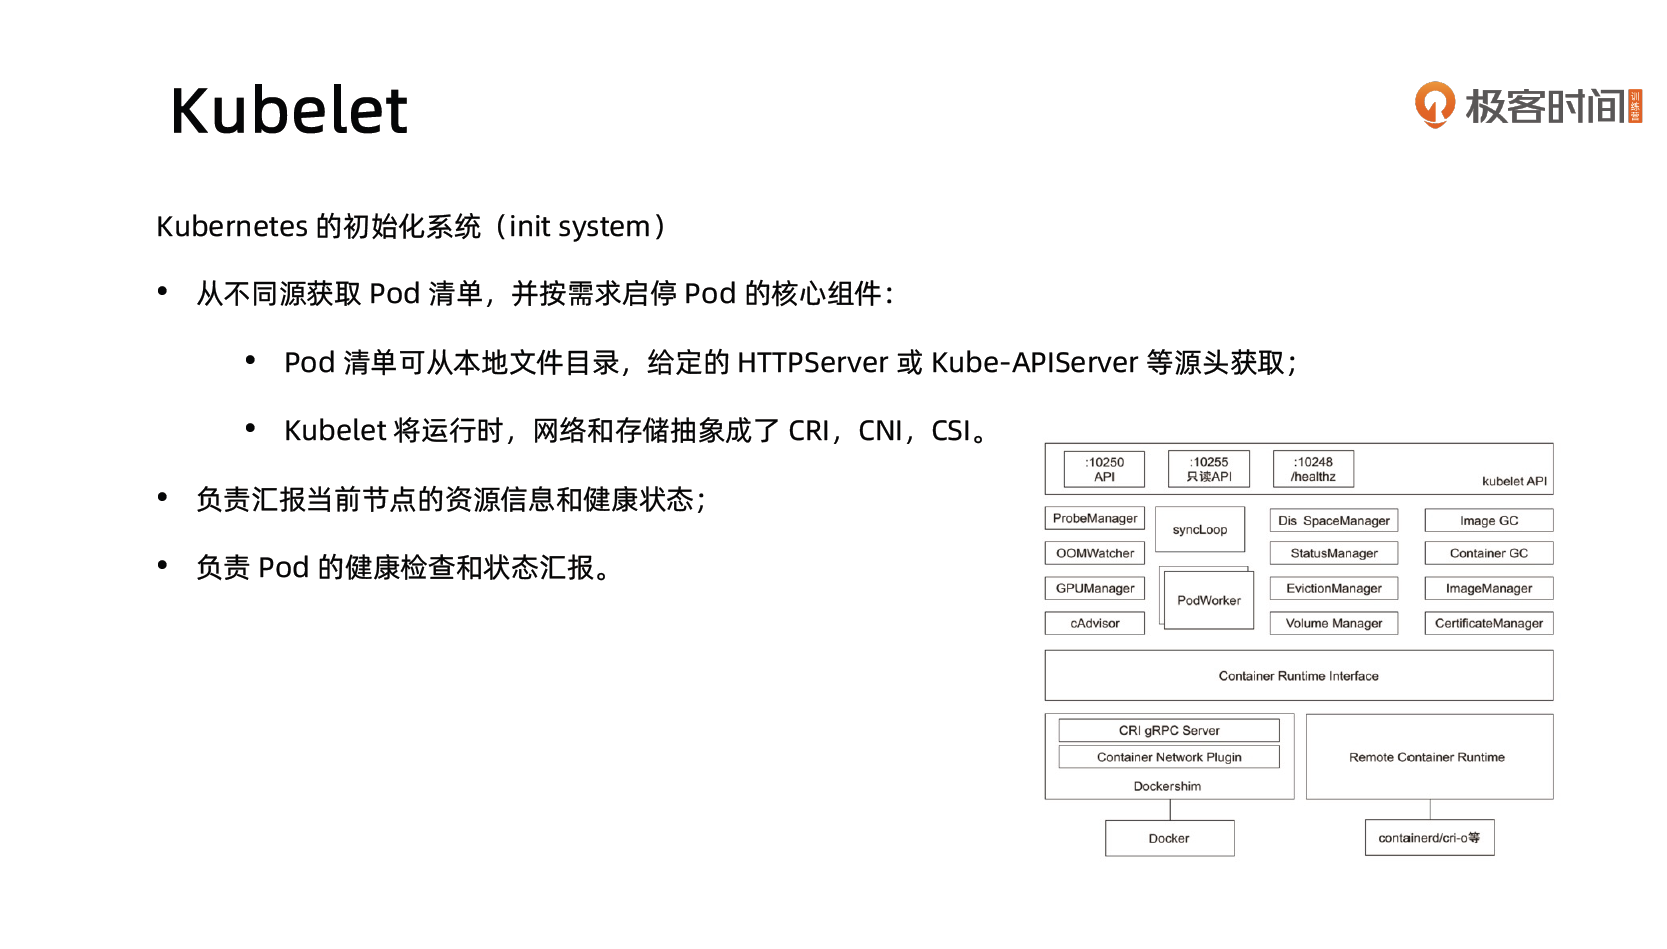 Kubelet
极客时间
训练营
Kubernetes 的初始化系统（init system）
• 从不同源获取 Pod 清单，并按需求启停 Pod 的核心组件：
• Pod 清单可从本地文件目录，给定的 HTTPServer 或 Kube-APIServer 等源头获取；
• Kubelet 将运行时，网络和存储抽象成了 CRI，CNI，CSI。
• 负责汇报当前节点的资源信息和健康状态；
• 负责 Pod 的健康检查和状态汇报。
:10250
API
:10255
只读API
:10248
/healthz
kubelet API
ProbeManager
OOMWatcher
GPUManager
cAdvisor
syncLoop
PodWorker
Dis SpaceManager
StatusManager
EvictionManager
Volume Manager
Image GC
Container GC
ImageManager
CertificateManager
Container Runtime Interface
CRI gRPC Server
Container Network Plugin
Dockershim
Remote Container Runtime
Docker
containerd/cri-o等